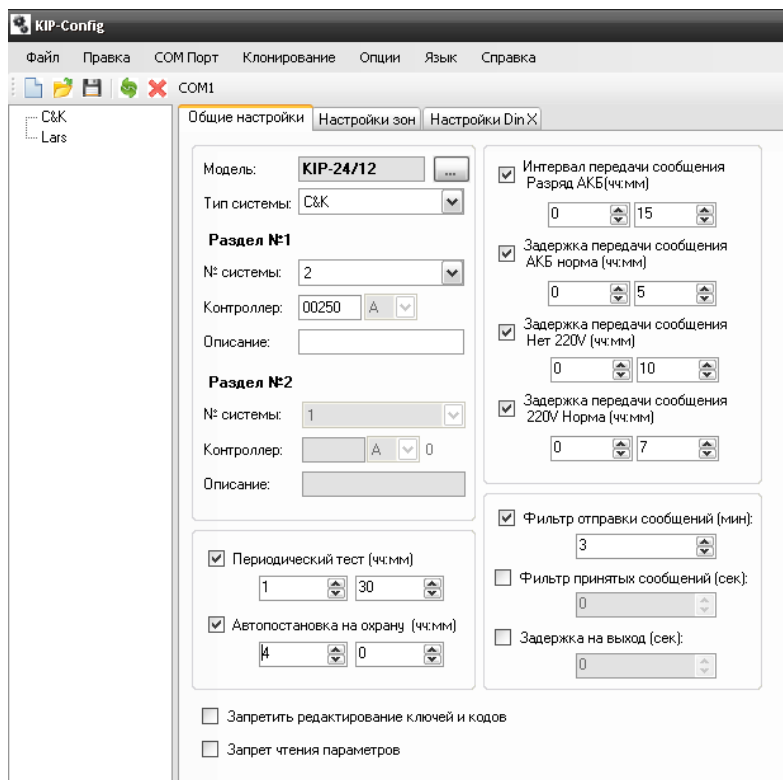 KIP-Config
Файл Правка COM Порт Клонирование Опции Язык Справка
COM1
C&K
Lars
Общие настройки Настройки зон Настройки Din X
Модель: KIP-24/12 ...
Тип системы: C&K
Раздел №1
№ системы: 2
Контроллер: 00250 A
Описание:
Раздел №2
№ системы: 1
Контроллер: A 0
Описание:
Периодический тест (чч:мм)
1 30
Автопостановка на охрану (чч:мм)
4 0
Интервал передачи сообщения
Разряд АКБ(чч:мм)
0 15
Задержка передачи сообщения
АКБ норма (чч:мм)
0 5
Задержка передачи сообщения
Нет 220V (чч:мм)
0 10
Задержка передачи сообщения
220V Норма (чч:мм)
0 7
Фильтр отправки сообщений (мин):
3
Фильтр принятых сообщений (сек):
0
Задержка на выход (сек):
0
Запретить редактирование ключей и кодов
Запрет чтения параметров